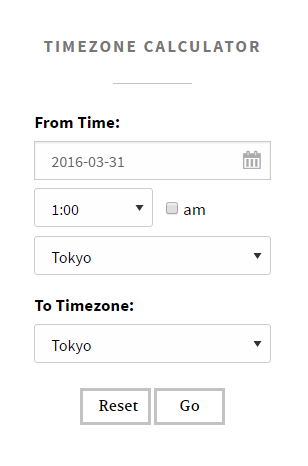 TIMEZONE CALCULATOR
From Time:
2016-03-31
1:00 am
Tokyo
To Timezone:
Tokyo
Reset Go